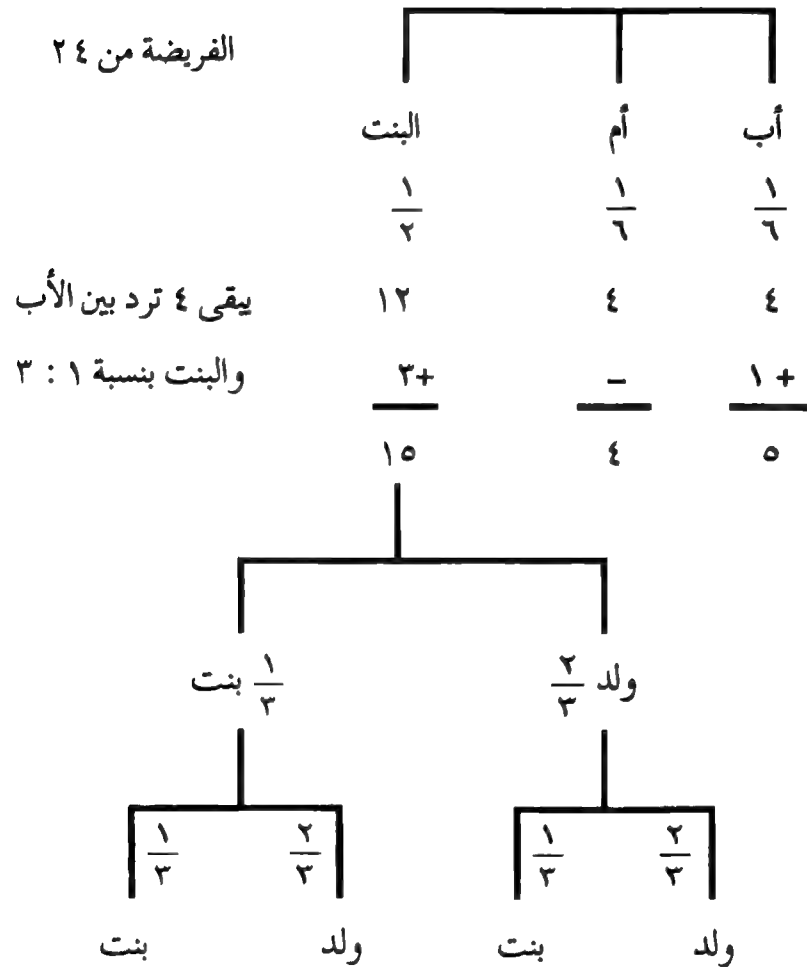 الفريضة من ٢٤
أب أم البنت
١/٦ ١/٦ ١/٢
٤ ٤ ١٢ يبقى ٤ ترد بين الأب
+ ١ – +٣ والبنت بنسبة ١ : ٣
٥ ٤ ١٥
ولد ٢/٣ ١/٣ بنت
٢/٣ ١/٣ ٢/٣ ١/٣
ولد بنت ولد بنت